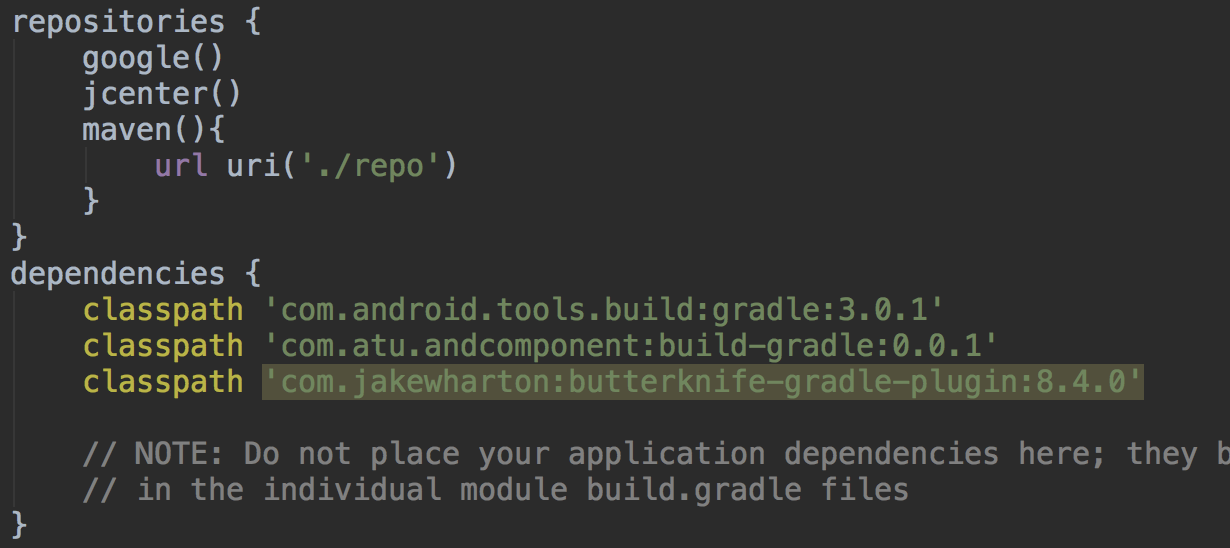 repositories {
google()
jcenter()
maven(){
url uri('./repo')
}
}
dependencies {
classpath 'com.android.tools.build:gradle:3.0.1'
classpath 'com.atu.andcomponent:build-gradle:0.0.1'
classpath 'com.jakewharton:butterknife-gradle-plugin:8.4.0'
// NOTE: Do not place your application dependencies here; they b
// in the individual module build.gradle files
}